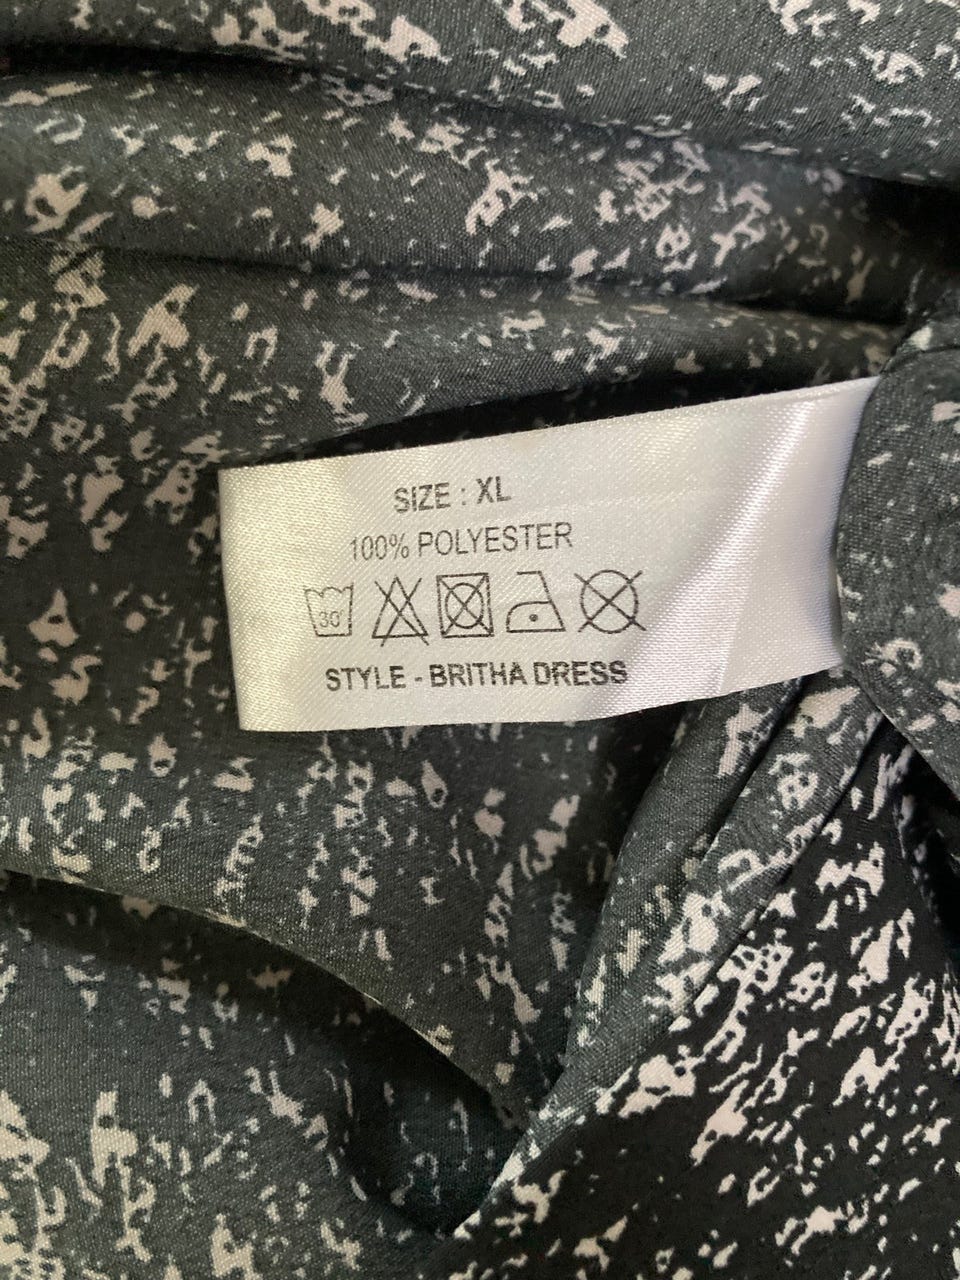 SIZE : XL
100% POLYESTER
30°
STYLE - BRITHA DRESS